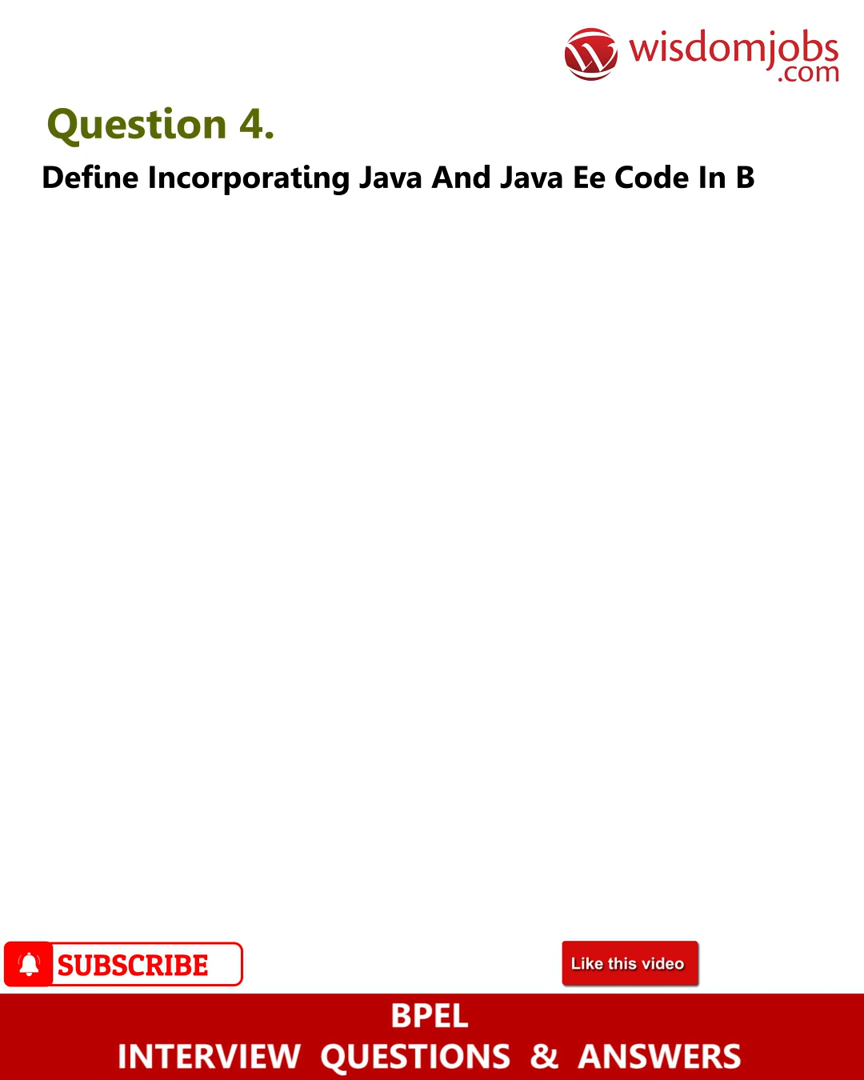 wisdomjobs
.com
Question 4.
Define Incorporating Java And Java Ee Code In B
SUBSCRIBE
Like this video
BPEL
INTERVIEW QUESTIONS & ANSWERS